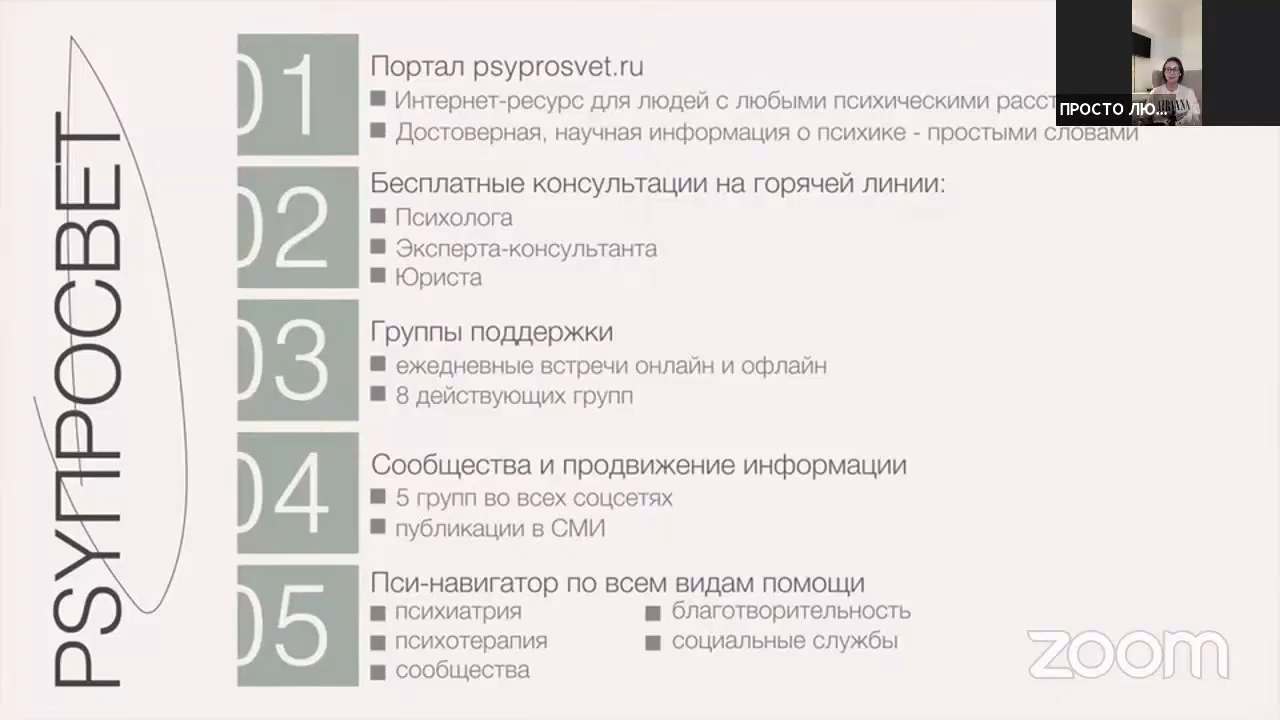 PSYПРОСВЕТ
01
Портал psyprosvet.ru
Интернет-ресурс для людей с любыми психическими
Достоверная, научная информация о психике - простыми словами
ПРОСТО ЛЮ...
02
Бесплатные консультации на горячей линии:
Психолога
Эксперта-консультанта
Юриста
03
Группы поддержки
ежедневные встречи онлайн и офлайн
8 действующих групп
04
Сообщества и продвижение информации
5 групп во всех соцсетях
публикации в СМИ
05
Пси-навигатор по всем видам помощи
психиатрия
психотерапия
сообщества
благотворительность
социальные службы
zoom